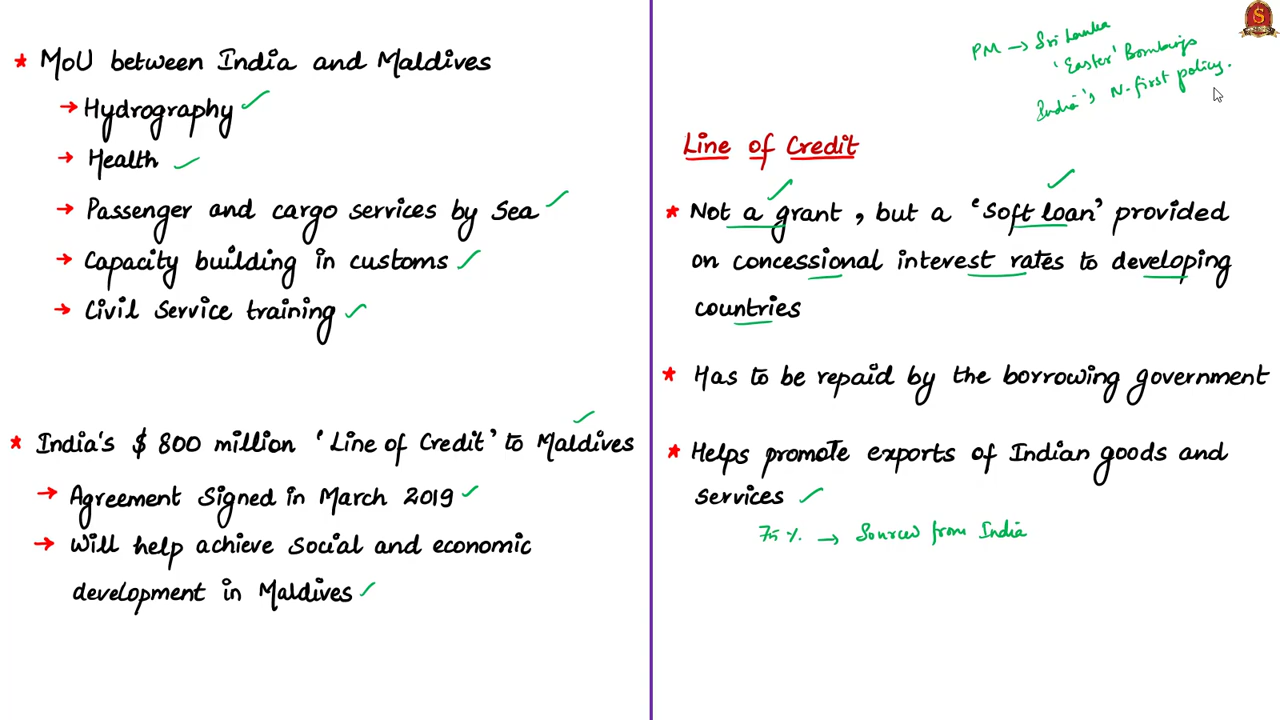 * MoU between India and Maldives
→ Hydrography ✓
→ Health ✓
→ Passenger and cargo services by Sea ✓
→ Capacity building in customs ✓
→ Civil Service training ✓
* India's $ 800 million 'Line of Credit' to Maldives ✓
→ Agreement Signed in March 2019 ✓
→ Will help achieve Social and economic
development in Maldives ✓
PM → Sri Lanka
'Easter' Bombings
India's N-first policy.
Line of Credit
* Not a grant, but a 'Soft loan' provided
on concessional interest rates to developing
countries
* Has to be repaid by the borrowing government
* Helps promote exports of Indian goods and
services ✓
75 %. → Sourced from India